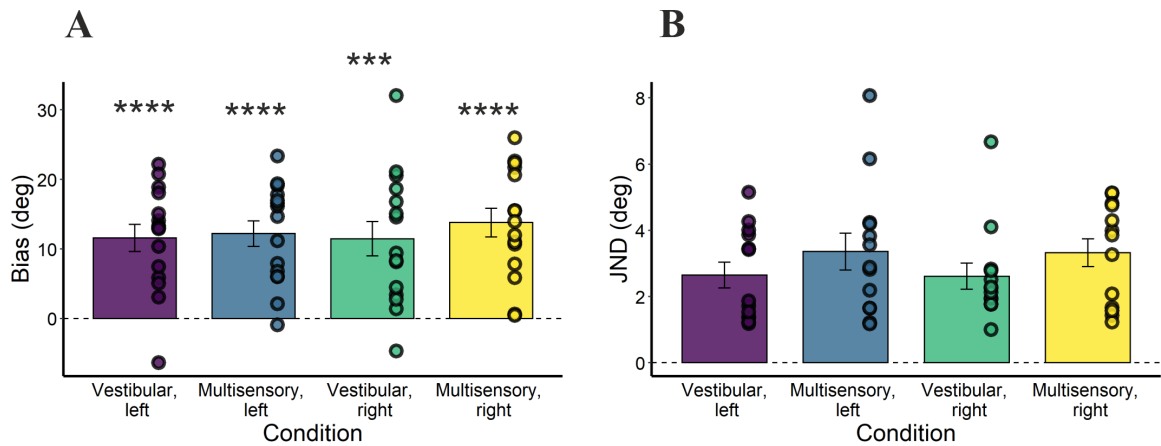 A
B
***
**** **** ****
Bias (deg)
30
20
10
0
Vestibular, left
Multisensory, left
Vestibular, right
Multisensory, right
Condition
JND (deg)
8
6
4
2
0
Vestibular, left
Multisensory, left
Vestibular, right
Multisensory, right
Condition